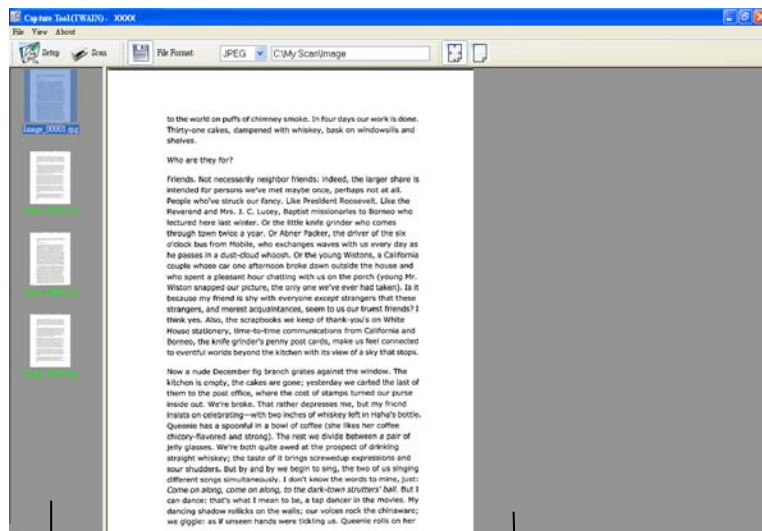 Capture Tool(TWAIN) - XXXX
File View About
Setup Scan File Format: JPEG C:\My Scan\Image
Image_00001.jpg
to the world on puffs of chimney smoke. In four days our work is done.
Thirty-one cakes, dampened with whiskey, bask on windowsills and
shelves.
Who are they for?
Friends. Not necessarily neighbor friends: indeed, the larger share is
intended for persons we've met maybe once, perhaps not at all.
People who've struck our fancy. Like President Roosevelt. Like the
Reverend and Mrs. J. C. Lucey, Baptist missionaries to Borneo who
lectured here last winter. Or the little knife grinder who comes
through town twice a year. Or Abner Packer, the driver of the six
o'clock bus from Mobile, who exchanges waves with us every day as
he passes in a dust-cloud whoosh. Or the young Wistons, a California
couple whose car one afternoon broke down outside the house and
who spent a pleasant hour chatting with us on the porch (young Mr.
Wiston snapped our picture, the only one we've ever had taken). Is it
because my friend is shy with everyone except strangers that these
strangers, and merest acquaintances, seem to us our truest friends? I
think yes. Also, the scrapbooks we keep of thank-you's on White
House stationery, time-to-time communications from California and
Borneo, the knife grinder's penny post cards, make us feel connected
to eventful worlds beyond the kitchen with its view of a sky that stops.
Now a nude December fig branch grates against the window. The
kitchen is empty, the cakes are gone; yesterday we carted the last of
them to the post office, where the cost of stamps turned our purse
inside out. We're broke. That rather depresses me, but my friend
insists on celebrating—with two inches of whiskey left in Haha's bottle.
Queenie has a spoonful in a bowl of coffee (she likes her coffee
chicory-flavored and strong). The rest we divide between a pair of
jelly glasses. We're both quite awed at the prospect of drinking
straight whiskey; the taste of it brings screwedup expressions and
sour shudders. But by and by we begin to sing, the two of us singing
different songs simultaneously. I don't know the words to mine, just:
Come on along, come on along, to the dark-town strutters' ball. But I
can dance: that's what I mean to be, a tap dancer in the movies. My
dancing shadow rollicks on the walls; our voices rock the chinaware;
we giggle: as if unseen hands were tickling us. Queenie rolls on her